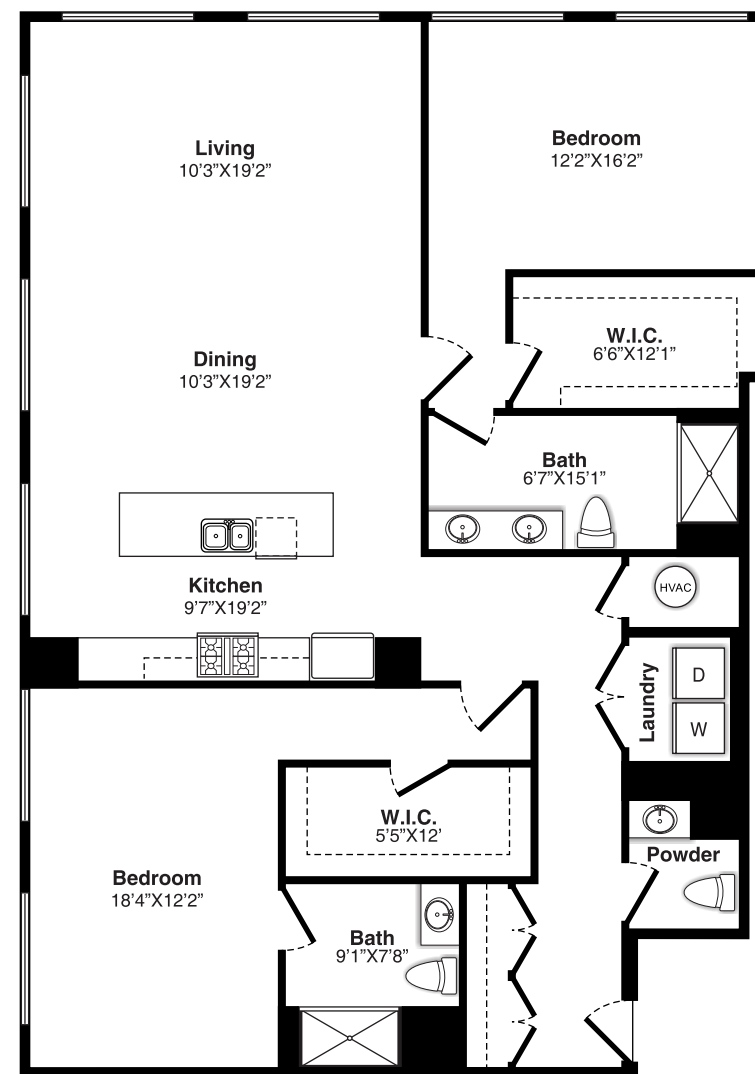 Living
10’3”X19’2”
Bedroom
12’2”X16’2”
Dining
10’3”X19’2”
W.I.C.
6’6”X12’1”
Bath
6’7”X15’1”
Kitchen
9’7”X19’2”
HVAC
Laundry
D
W
W.I.C.
5’5”X12’
Powder
Bedroom
18’4”X12’2”
Bath
9’1”X7’8”